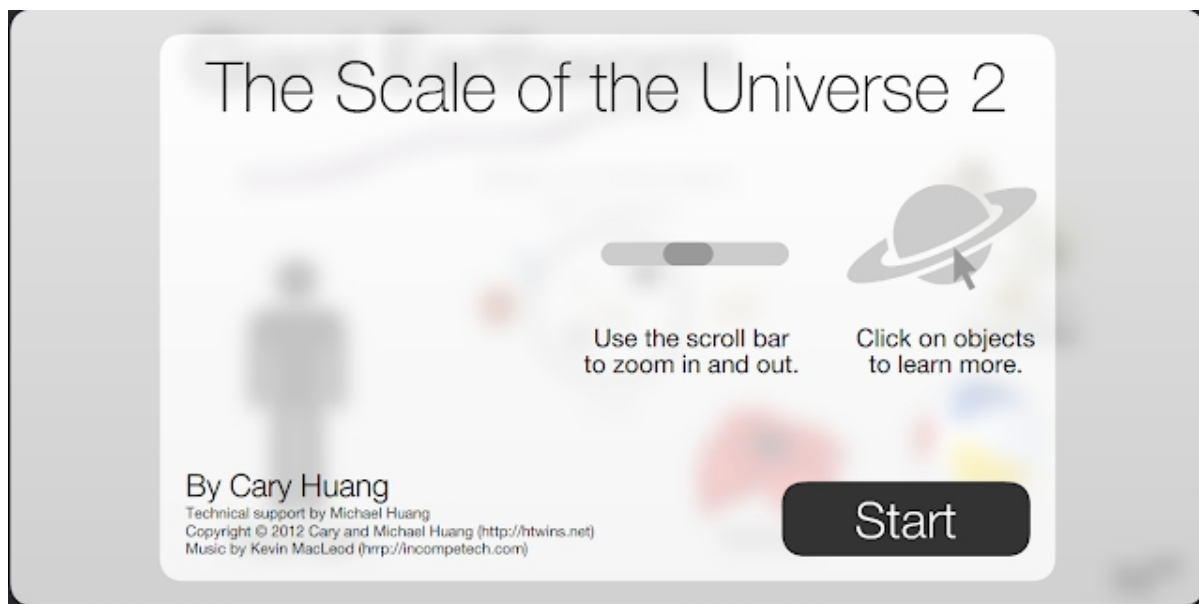 The Scale of the Universe 2
Use the scroll bar
to zoom in and out.
Click on objects
to learn more.
By Cary Huang
Technical support by Michael Huang
Copyright © 2012 Cary and Michael Huang (http://htwins.net)
Music by Kevin MacLeod (hrrp://incompetech.com)
Start